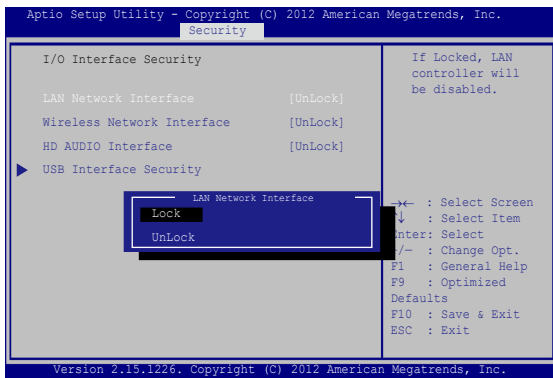 Aptio Setup Utility - Copyright (C) 2012 American Megatrends, Inc.
Security
I/O Interface Security
LAN Network Interface [UnLock]
Wireless Network Interface [UnLock]
HD AUDIO Interface [UnLock]
USB Interface Security
LAN Network Interface
Lock
UnLock
If Locked, LAN
controller will
be disabled.
→← : Select Screen
↑↓ : Select Item
Enter: Select
+/- : Change Opt.
F1 : General Help
F9 : Optimized
Defaults
F10 : Save & Exit
ESC : Exit
Version 2.15.1226. Copyright (C) 2012 American Megatrends, Inc.